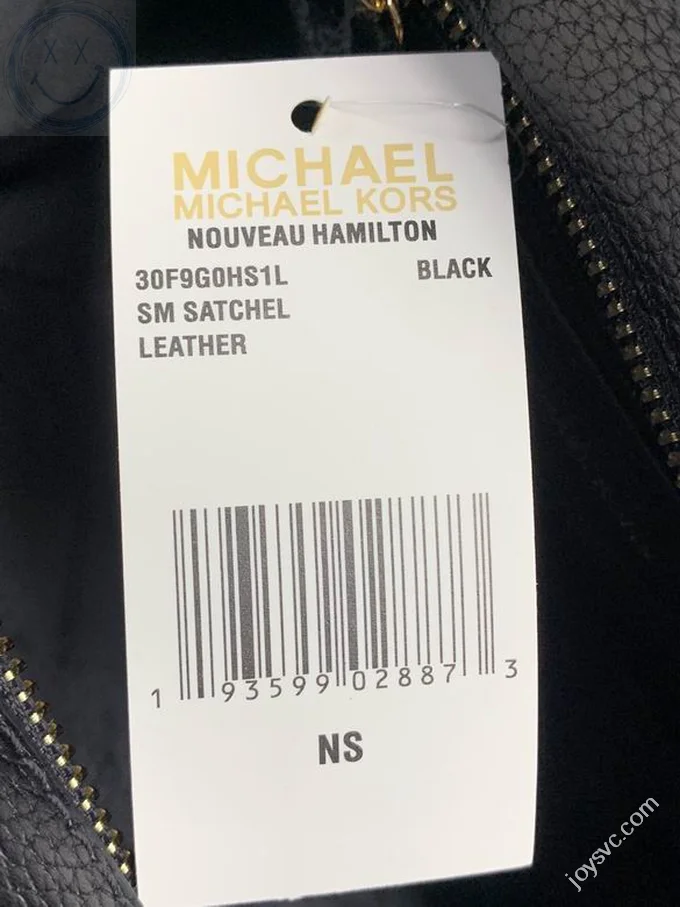 MICHAEL
MICHAEL KORS
NOUVEAU HAMILTON
30F9G0HS1L BLACK
SM SATCHEL
LEATHER
1 93599 02887 3
NS
joysvc.com